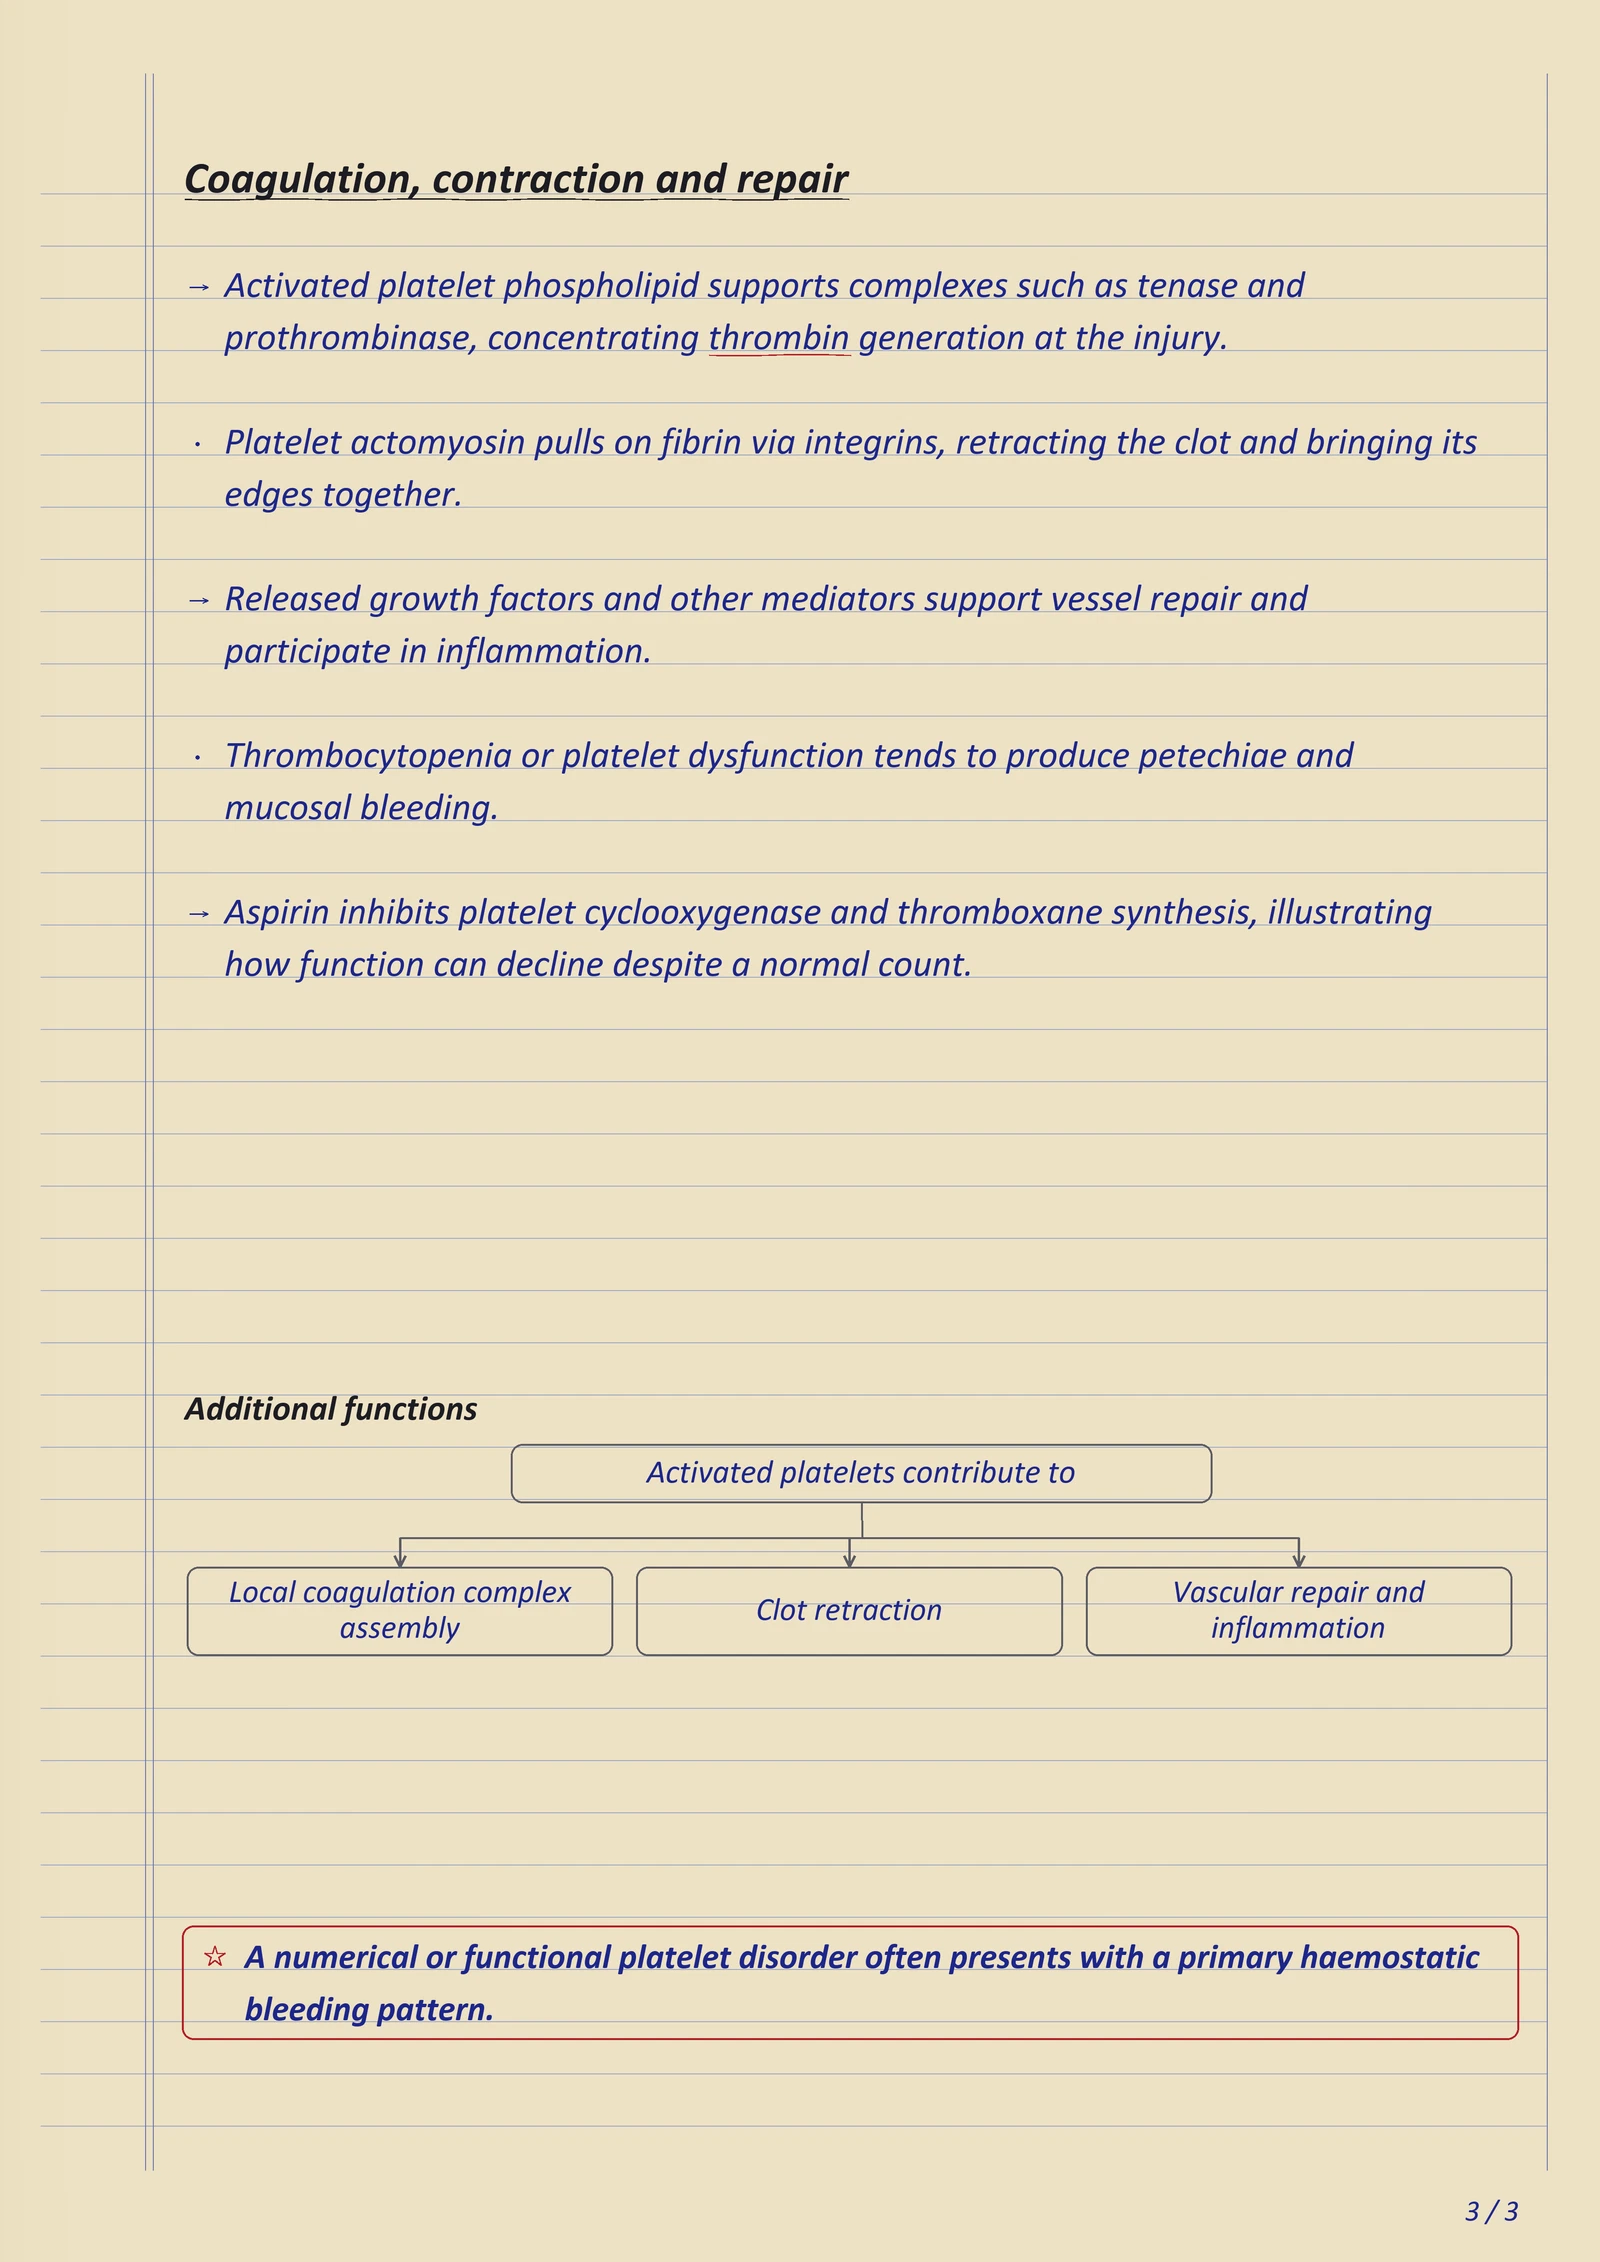 Coagulation, contraction and repair
→ Activated platelet phospholipid supports complexes such as tenase and
prothrombinase, concentrating thrombin generation at the injury.
· Platelet actomyosin pulls on fibrin via integrins, retracting the clot and bringing its
edges together.
→ Released growth factors and other mediators support vessel repair and
participate in inflammation.
· Thrombocytopenia or platelet dysfunction tends to produce petechiae and
mucosal bleeding.
→ Aspirin inhibits platelet cyclooxygenase and thromboxane synthesis, illustrating
how function can decline despite a normal count.
Additional functions
Activated platelets contribute to
Local coagulation complex
assembly
Clot retraction
Vascular repair and
inflammation
☆ A numerical or functional platelet disorder often presents with a primary haemostatic
bleeding pattern.
3 / 3